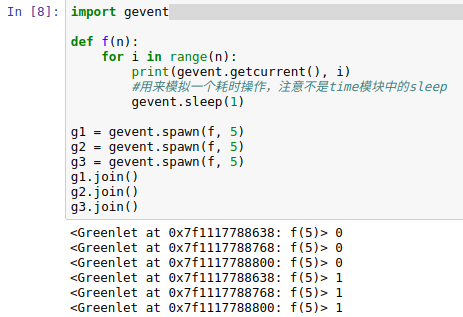 In [8]: import gevent
def f(n):
    for i in range(n):
        print(gevent.getcurrent(), i)
        #用来模拟一个耗时操作，注意不是time模块中的sleep
        gevent.sleep(1)
g1 = gevent.spawn(f, 5)
g2 = gevent.spawn(f, 5)
g3 = gevent.spawn(f, 5)
g1.join()
g2.join()
g3.join()
<Greenlet at 0x7f1117788638: f(5)> 0
<Greenlet at 0x7f1117788768: f(5)> 0
<Greenlet at 0x7f1117788800: f(5)> 0
<Greenlet at 0x7f1117788638: f(5)> 1
<Greenlet at 0x7f1117788768: f(5)> 1
<Greenlet at 0x7f1117788800: f(5)> 1